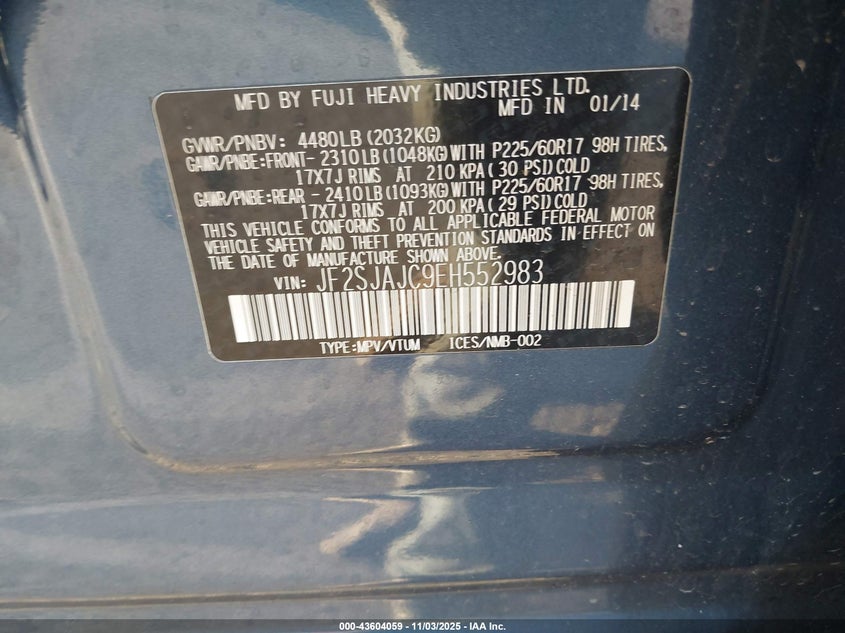 MFD BY FUJI HEAVY INDUSTRIES LTD.
MFD IN 01/14
GVWR/PNBV: 4480LB (2032KG)
GAWR/PNBE:FRONT- 2310LB (1048KG) WITH P225/60R17 98H TIRES,
17X7J RIMS AT 210 KPA (30 PSI) COLD
GAWR/PNBE:REAR - 2410LB (1093KG) WITH P225/60R17 98H TIRES,
17X7J RIMS AT 200 KPA (29 PSI) COLD
THIS VEHICLE CONFORMS TO ALL APPLICABLE FEDERAL MOTOR
VEHICLE SAFETY AND THEFT PREVENTION STANDARDS IN EFFECT ON
THE DATE OF MANUFACTURE SHOWN ABOVE.
VIN: JF2SJAJC9EH552983
TYPE:MPV/VTUM ICES/NMB-002
000-43604059 - 11/03/2025 - IAA Inc.